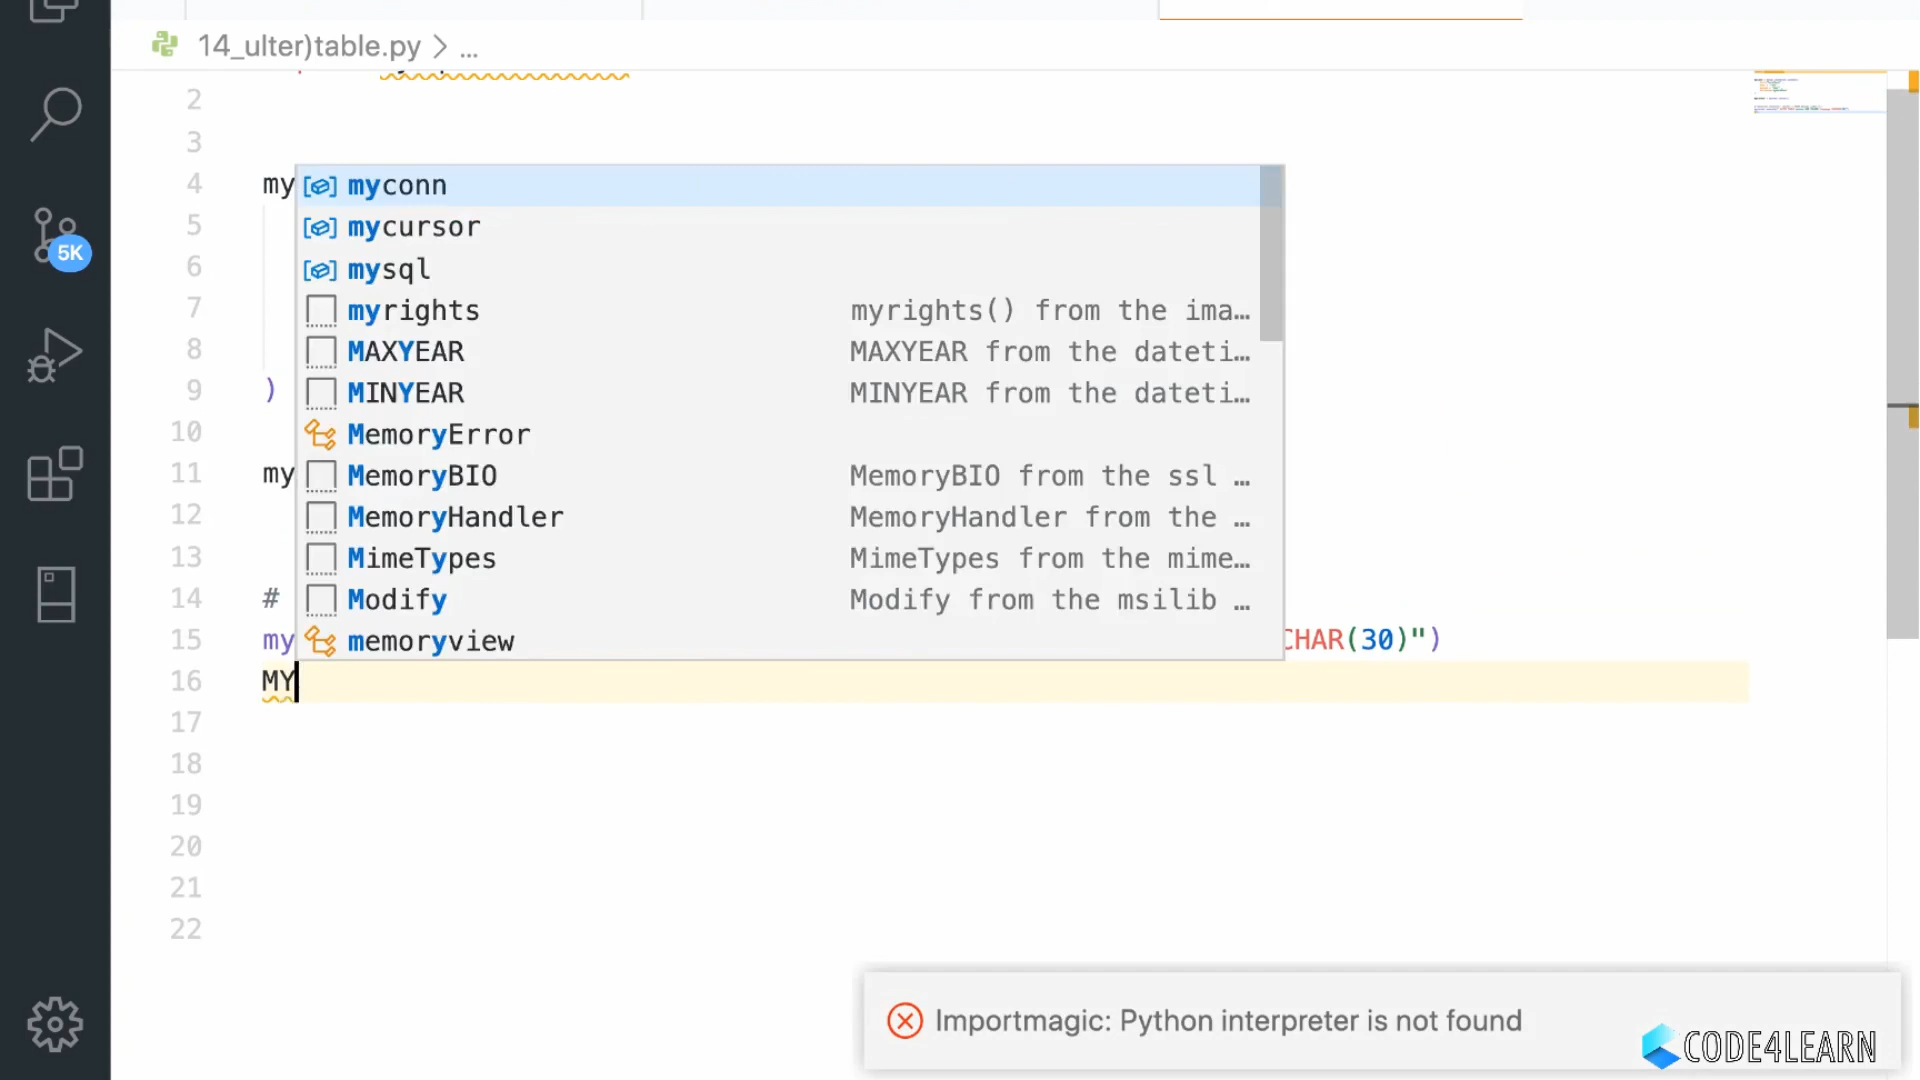 14_ulter)table.py > ...
2
3
4 my
5
6
7
8
9 )
10
11 my
12
13
14 #
15 my CHAR(30)")
16 MY
17
18
19
20
21
22
myconn
mycursor
mysql
myrights myrights() from the ima…
MAXYEAR MAXYEAR from the dateti…
MINYEAR MINYEAR from the dateti…
MemoryError
MemoryBIO MemoryBIO from the ssl …
MemoryHandler MemoryHandler from the …
MimeTypes MimeTypes from the mime…
Modify Modify from the msilib …
memoryview
5K
Importmagic: Python interpreter is not found
CODE4LEARN